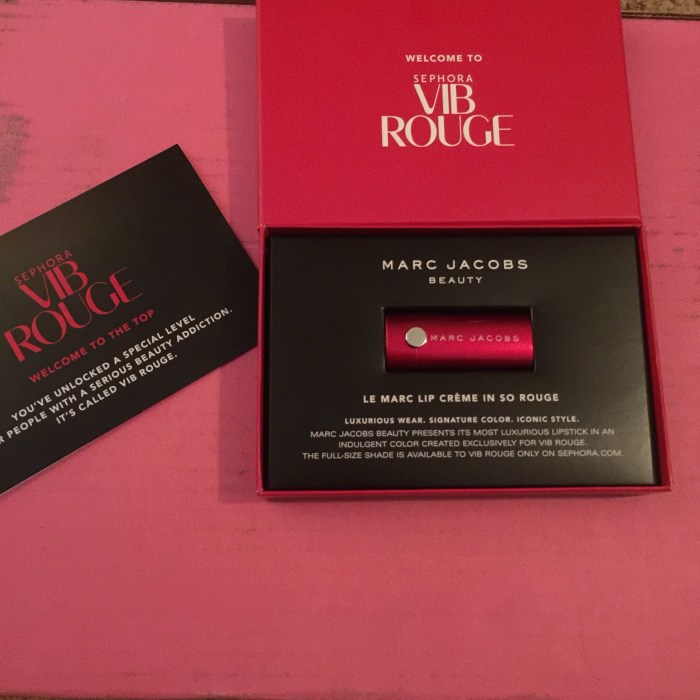 WELCOME TO
SEPHORA
VIB
ROUGE
MARC JACOBS
BEAUTY
MARC JACOBS
LE MARC LIP CRÈME IN SO ROUGE
LUXURIOUS WEAR. SIGNATURE COLOR. ICONIC STYLE.
MARC JACOBS BEAUTY PRESENTS ITS MOST LUXURIOUS LIPSTICK IN AN
INDULGENT COLOR CREATED EXCLUSIVELY FOR VIB ROUGE.
THE FULL-SIZE SHADE IS AVAILABLE TO VIB ROUGE ONLY ON SEPHORA.COM.
SEPHORA
VIB
ROUGE
WELCOME TO THE TOP
YOU'VE UNLOCKED A SPECIAL LEVEL
PEOPLE WITH A SERIOUS BEAUTY ADDICTION.
IT'S CALLED VIB ROUGE.